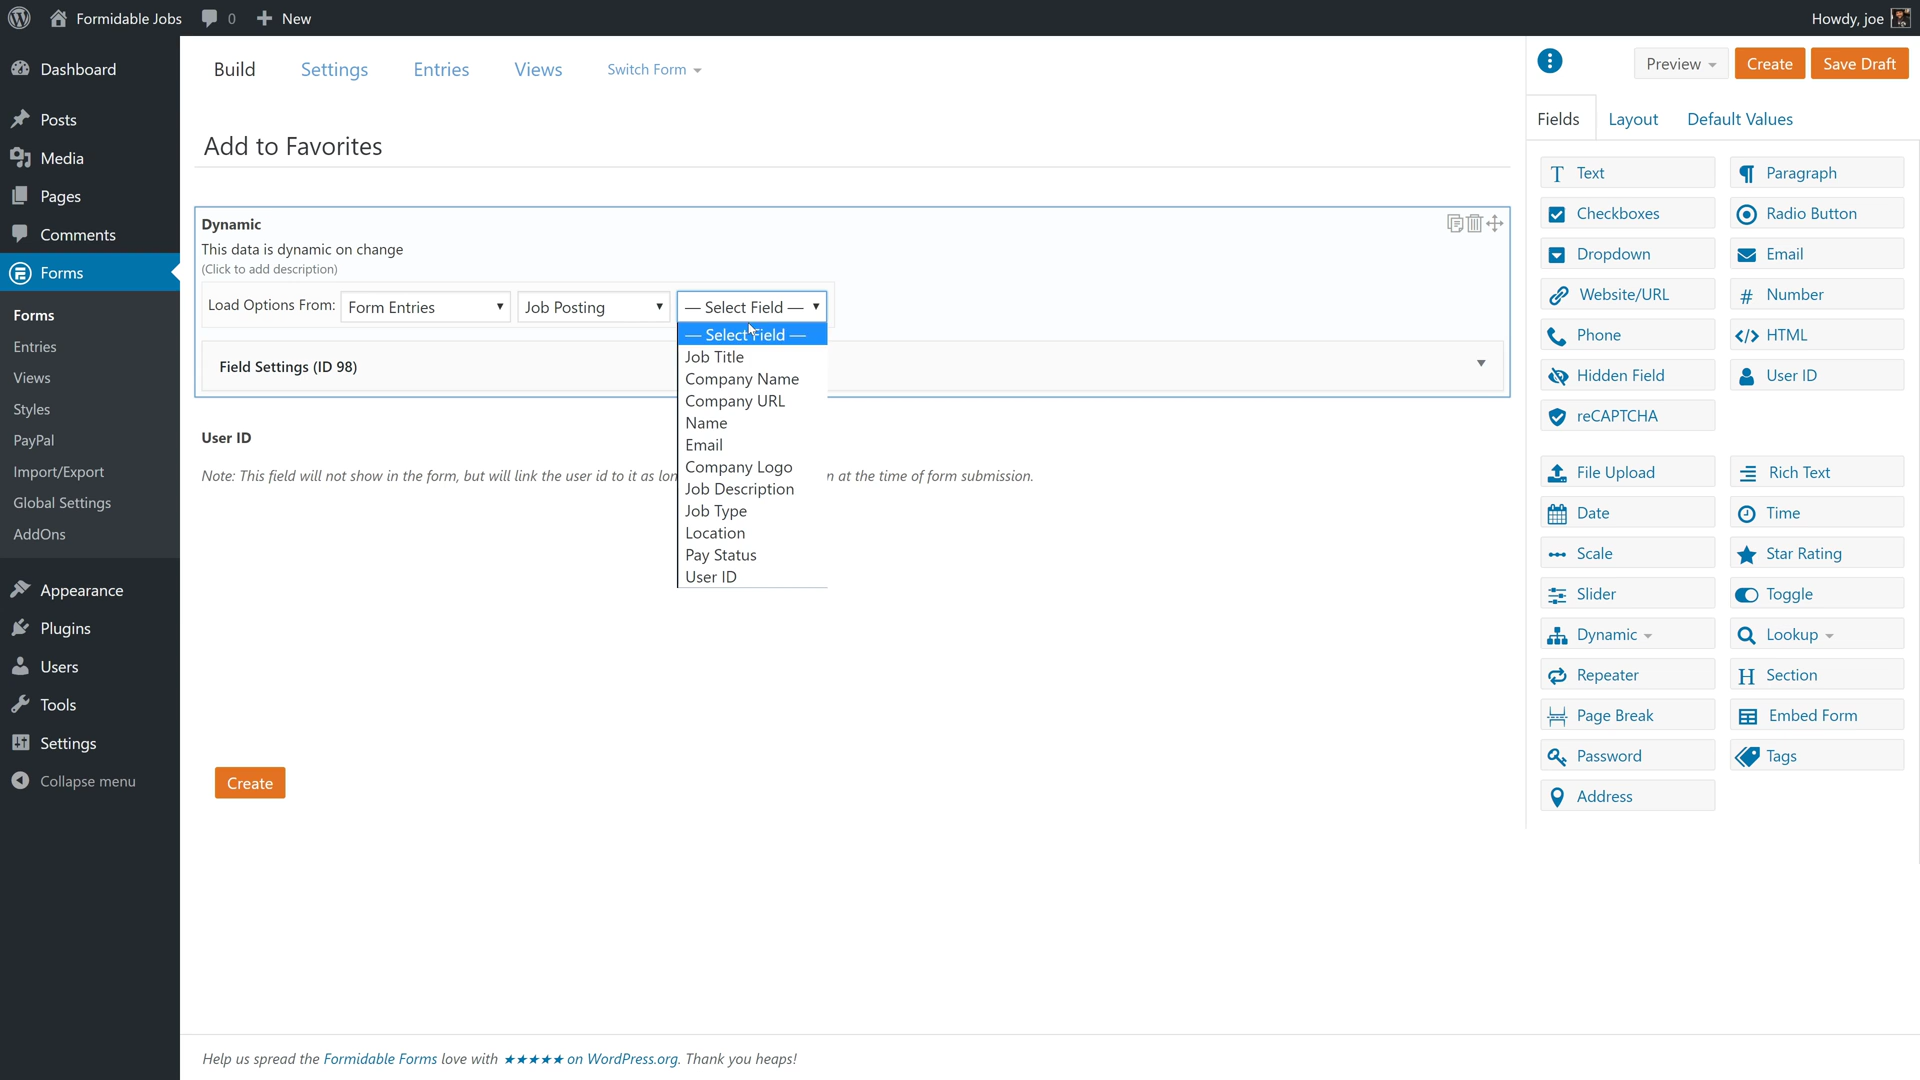 Formidable Jobs 0 New Howdy, joe
Dashboard
Posts
Media
Pages
Comments
Forms
Forms
Entries
Views
Styles
PayPal
Import/Export
Global Settings
AddOns
Appearance
Plugins
Users
Tools
Settings
Collapse menu
Build Settings Entries Views Switch Form
Add to Favorites
Dynamic
This data is dynamic on change
(Click to add description)
Load Options From: Form Entries Job Posting — Select Field —
— Select Field —
Job Title
Company Name
Company URL
Name
Email
Company Logo
Job Description
Job Type
Location
Pay Status
User ID
Field Settings (ID 98)
User ID
Note: This field will not show in the form, but will link the user id to it as n at the time of form submission.
Create
Preview Create Save Draft
Fields Layout Default Values
Text Paragraph
Checkboxes Radio Button
Dropdown Email
Website/URL Number
Phone HTML
Hidden Field User ID
reCAPTCHA
File Upload Rich Text
Date Time
Scale Star Rating
Slider Toggle
Dynamic Lookup
Repeater Section
Page Break Embed Form
Password Tags
Address
Help us spread the Formidable Forms love with ★★★★★ on WordPress.org. Thank you heaps!